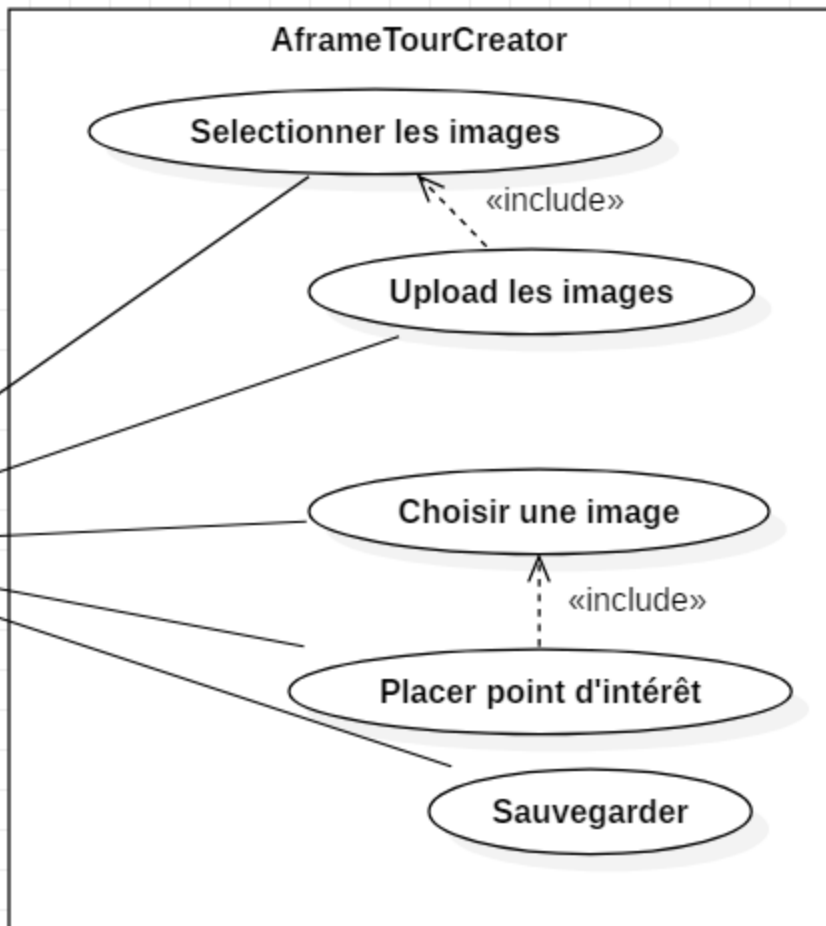 AframeTourCreator
Selectionner les images
«include»
Upload les images
Choisir une image
«include»
Placer point d'intérêt
Sauvegarder